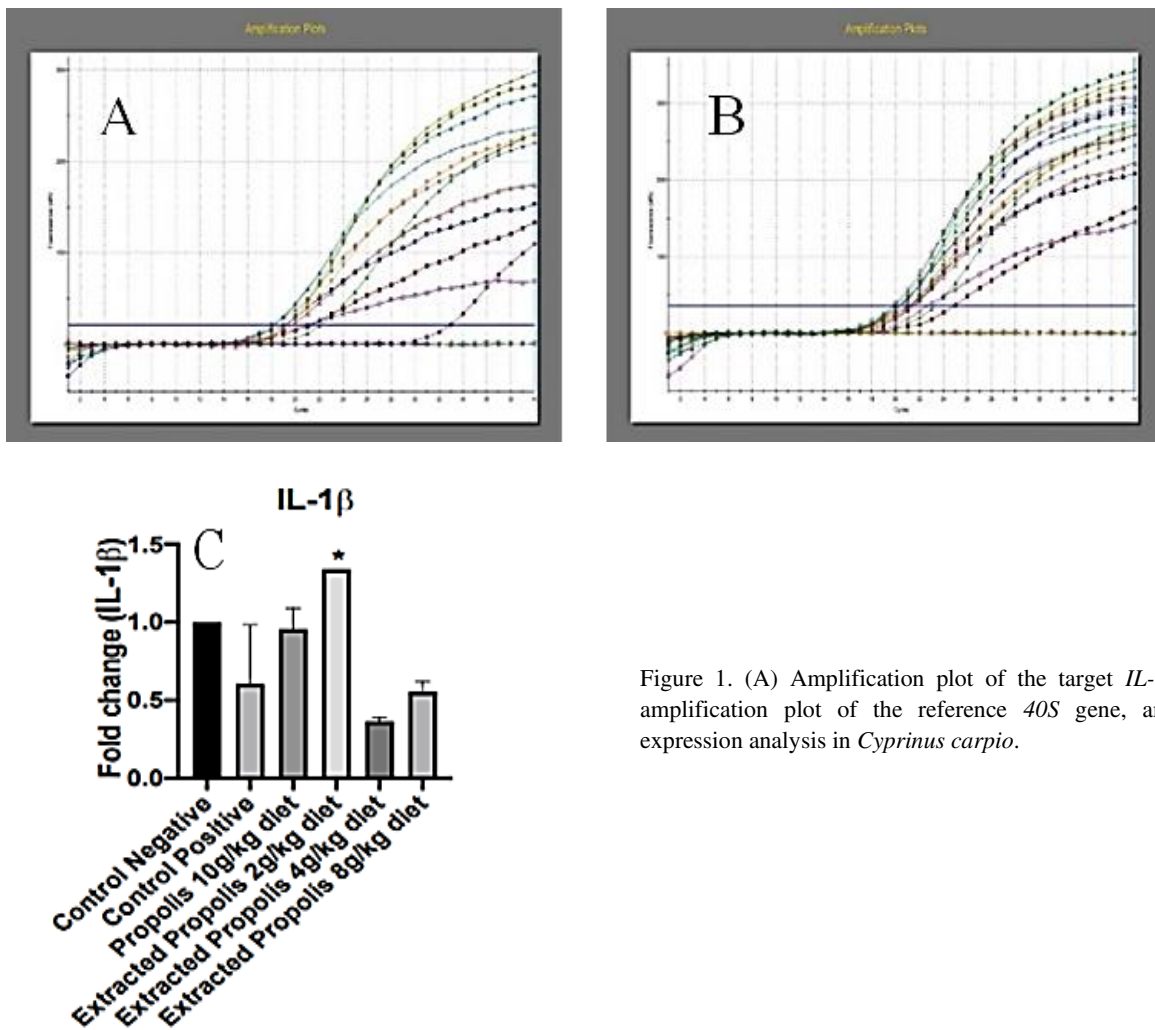 Amplification Plots
A
Amplification Plots
B
IL-1β
C
Fold change (IL-1β)
1.5
1.0
0.5
0.0
*
Control Negative
Control Positive
Propolis 10g/kg diet
Extracted Propolis 2g/kg diet
Extracted Propolis 4g/kg diet
Extracted Propolis 8g/kg diet
Figure 1. (A) Amplification plot of the target IL-
amplification plot of the reference 40S gene, an
expression analysis in Cyprinus carpio.